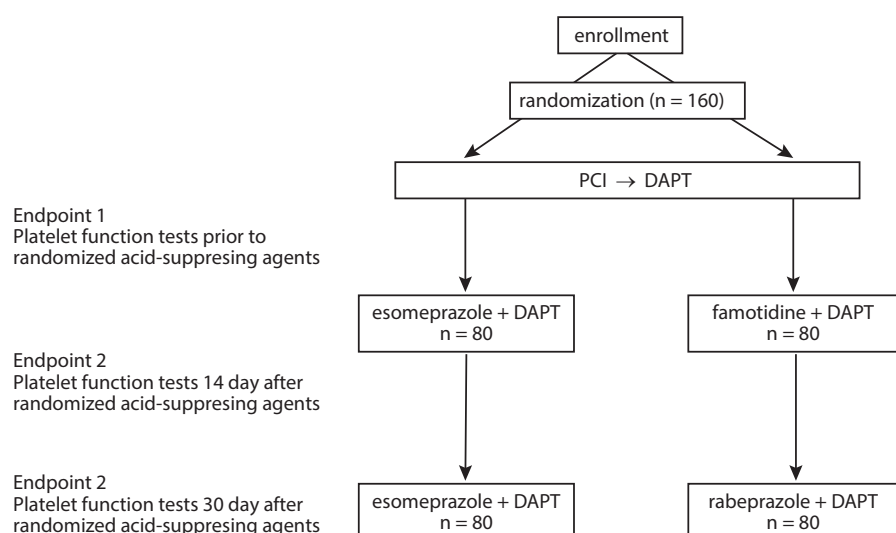 enrollment
randomization (n = 160)
PCI → DAPT
Endpoint 1
Platelet function tests prior to
randomized acid-suppresing agents
esomeprazole + DAPT
n = 80
famotidine + DAPT
n = 80
Endpoint 2
Platelet function tests 14 day after
randomized acid-suppresing agents
Endpoint 2
Platelet function tests 30 day after
randomized acid-suppresing agents
esomeprazole + DAPT
n = 80
rabeprazole + DAPT
n = 80